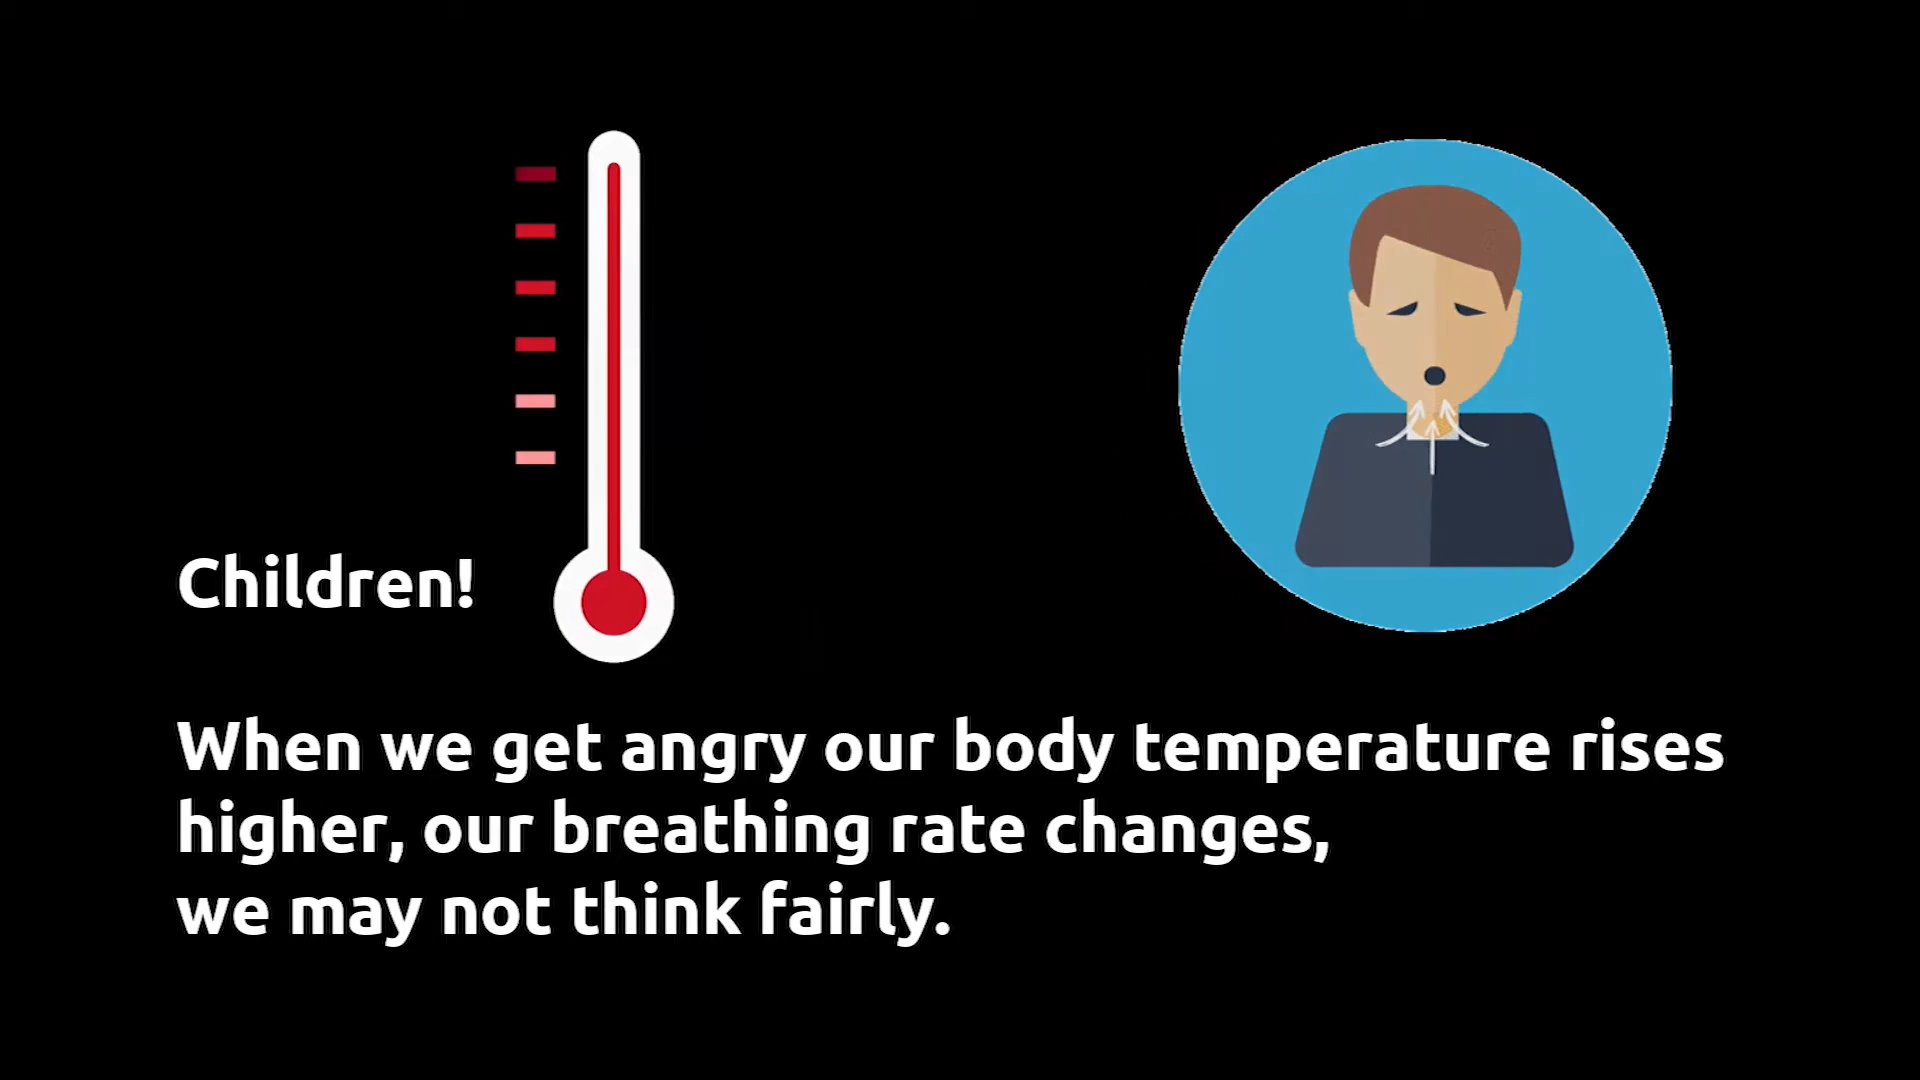 Children!
When we get angry our body temperature rises
higher, our breathing rate changes,
we may not think fairly.